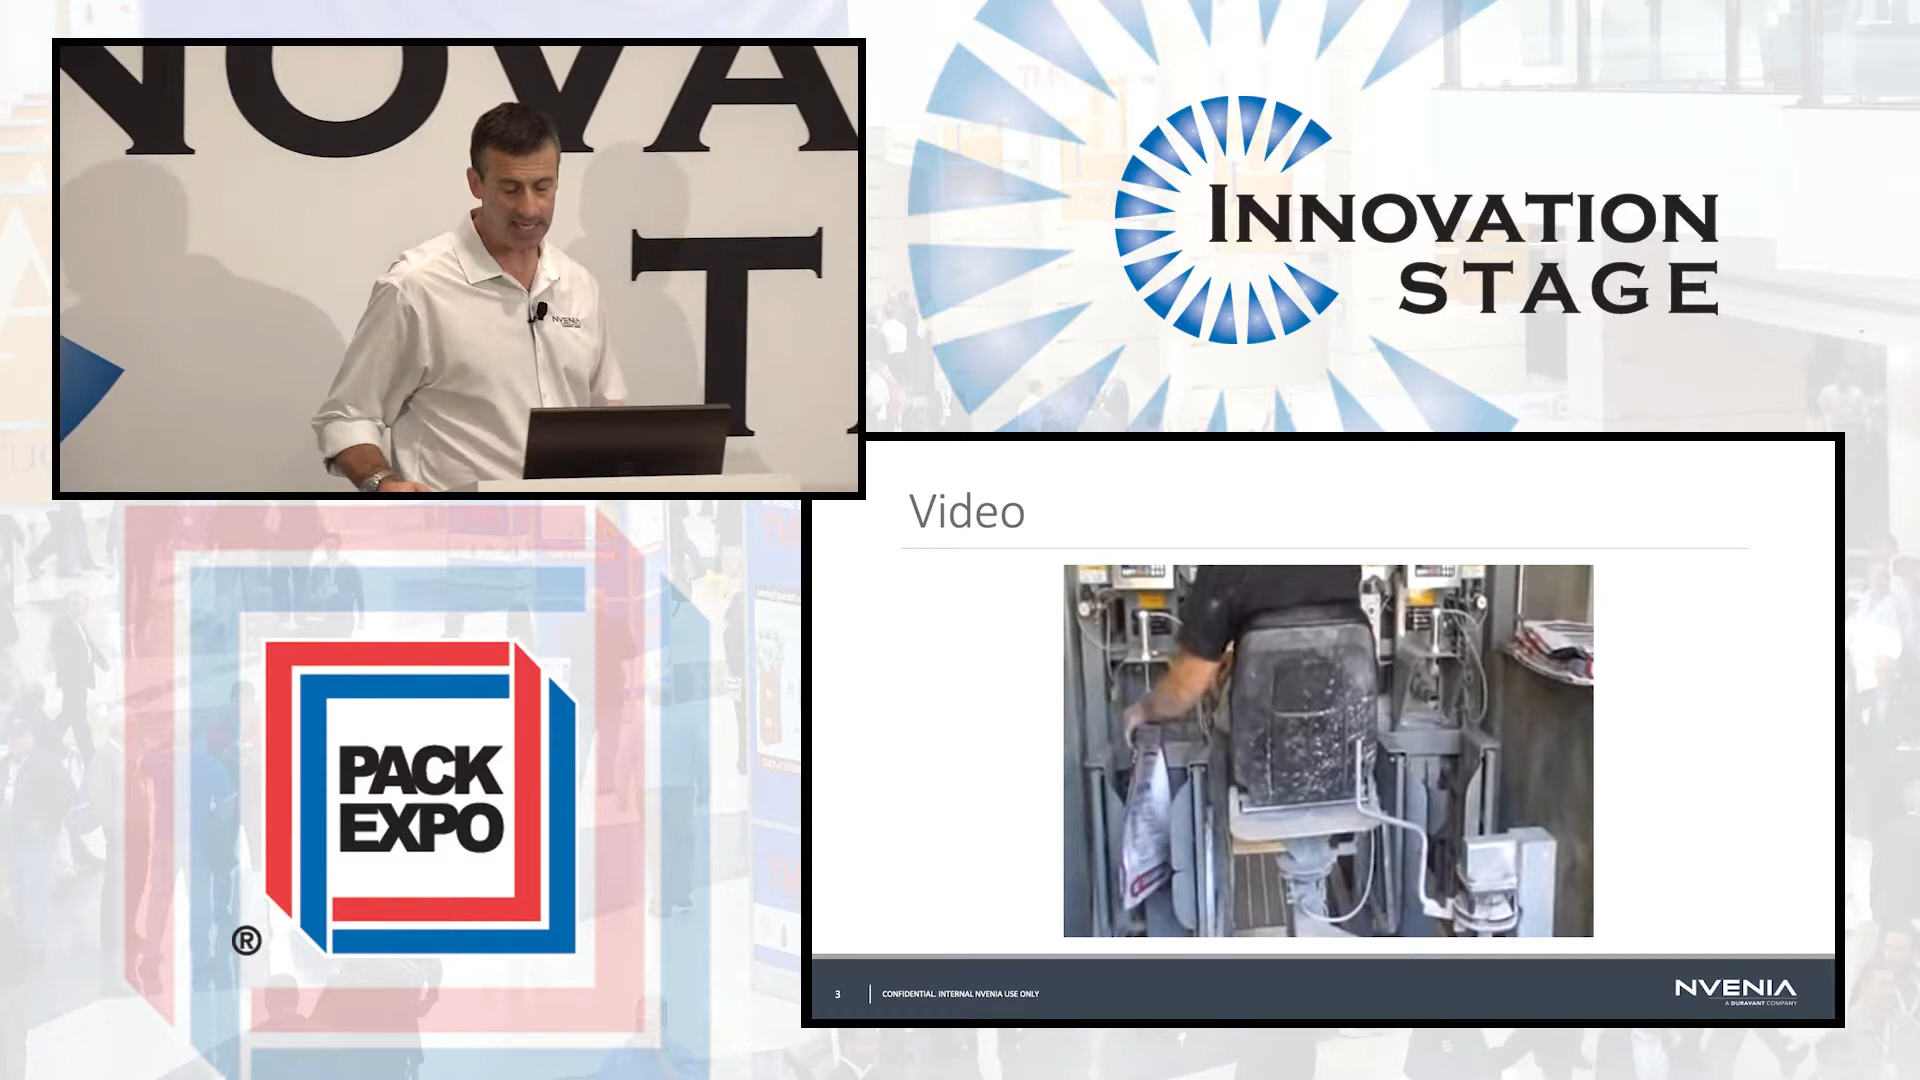 NOVA
T
NVENIA
INNOVATION
STAGE
PACK
EXPO
®
Video
3
CONFIDENTIAL. INTERNAL NVENIA USE ONLY
NVENIA
A DURAVANT COMPANY